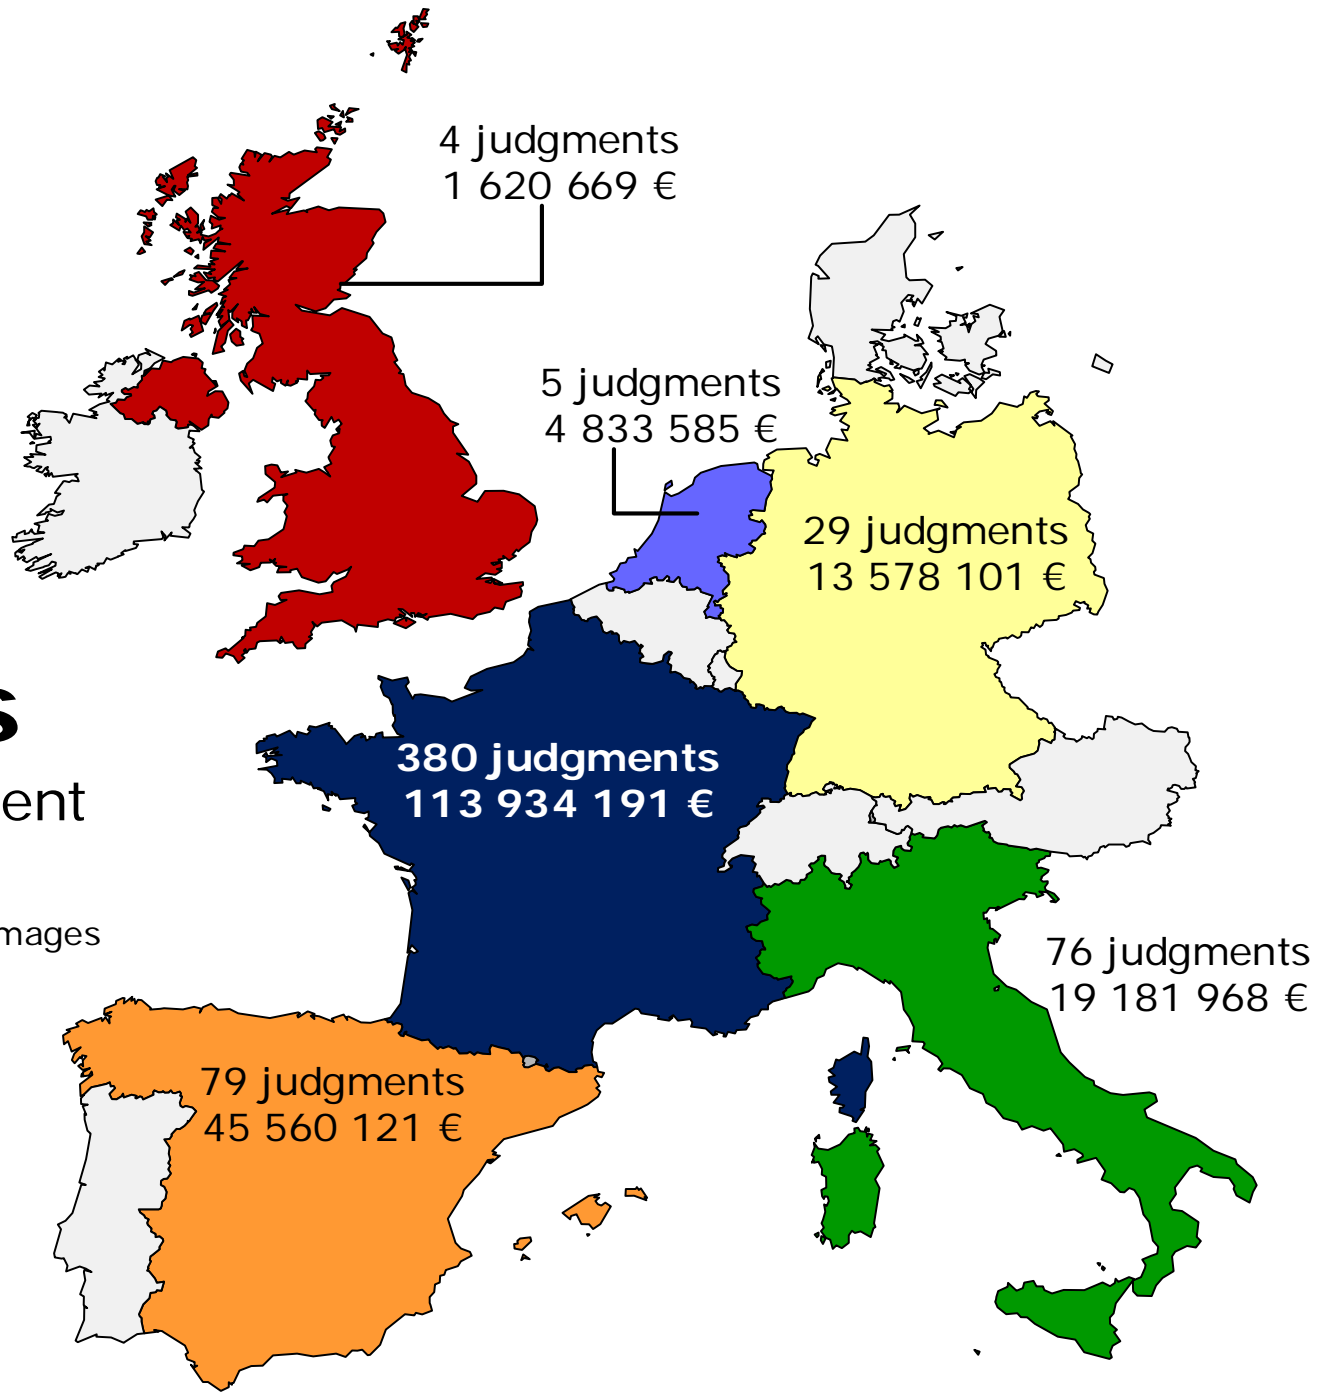 4 judgments
1 620 669 €
5 judgments
4 833 585 €
29 judgments
13 578 101 €
s
ent
380 judgments
113 934 191 €
mages
76 judgments
19 181 968 €
79 judgments
45 560 121 €